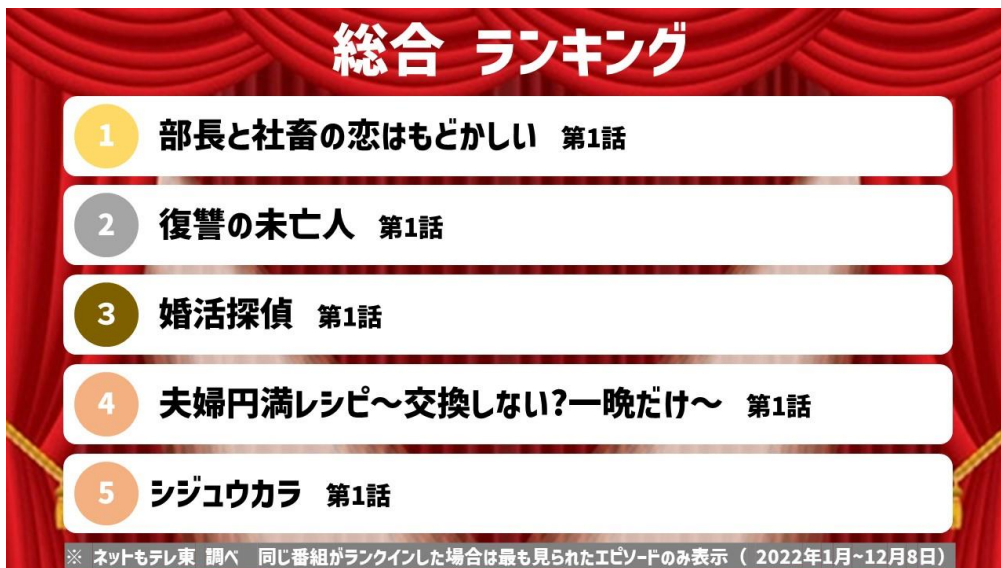 総合 ランキング
1 部長と社畜の恋はもどかしい 第1話
2 復讐の未亡人 第1話
3 婚活探偵 第1話
4 夫婦円満レシピ～交換しない?一晩だけ～ 第1話
5 シジュウカラ 第1話
※ ネットもテレ東 調べ 同じ番組がランクインした場合は最も見られたエピソードのみ表示 ( 2022年1月~12月8日)